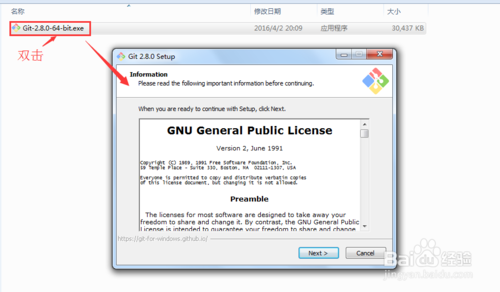 名称
修改日期
类型
大小
Git-2.8.0-64-bit.exe
2016/4/2 20:09
应用程序
30,437 KB
双击
Git 2.8.0 Setup
Information
Please read the following important information before continuing.
When you are ready to continue with Setup, click Next.
GNU General Public License
Version 2, June 1991
Copyright (C) 1989, 1991 Free Software Foundation, Inc.
59 Temple Place - Suite 330, Boston, MA 02111-1307, USA
Everyone is permitted to copy and distribute verbatim copies
of this license document, but changing it is not allowed.
Preamble
The licenses for most software are designed to take away your
freedom to share and change it. By contrast, the GNU General Public
License is intended to guarantee your freedom to share and change
https://git-for-windows.github.io/
Next >
Cancel
Baidu经验
jingyan.baidu.com